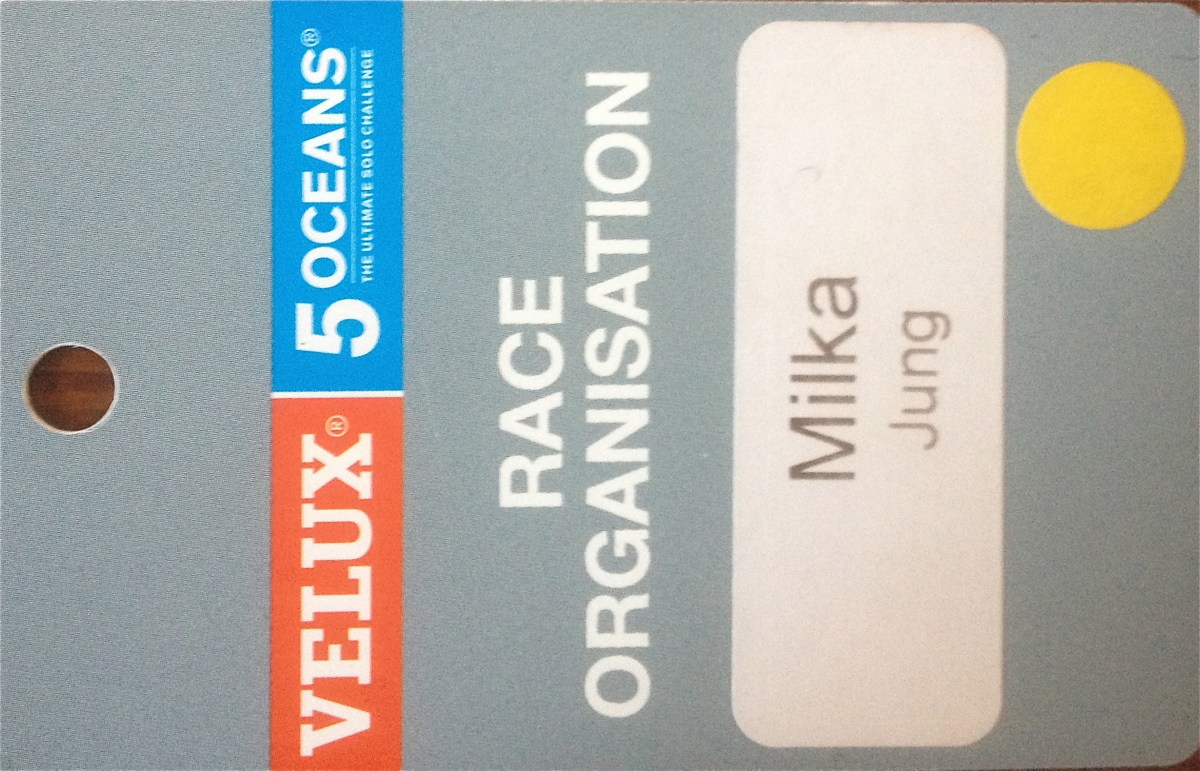 VELUX® 5 OCEANS®
THE ULTIMATE SOLO CHALLENGE
RACE
ORGANISATION
Milka
Jung